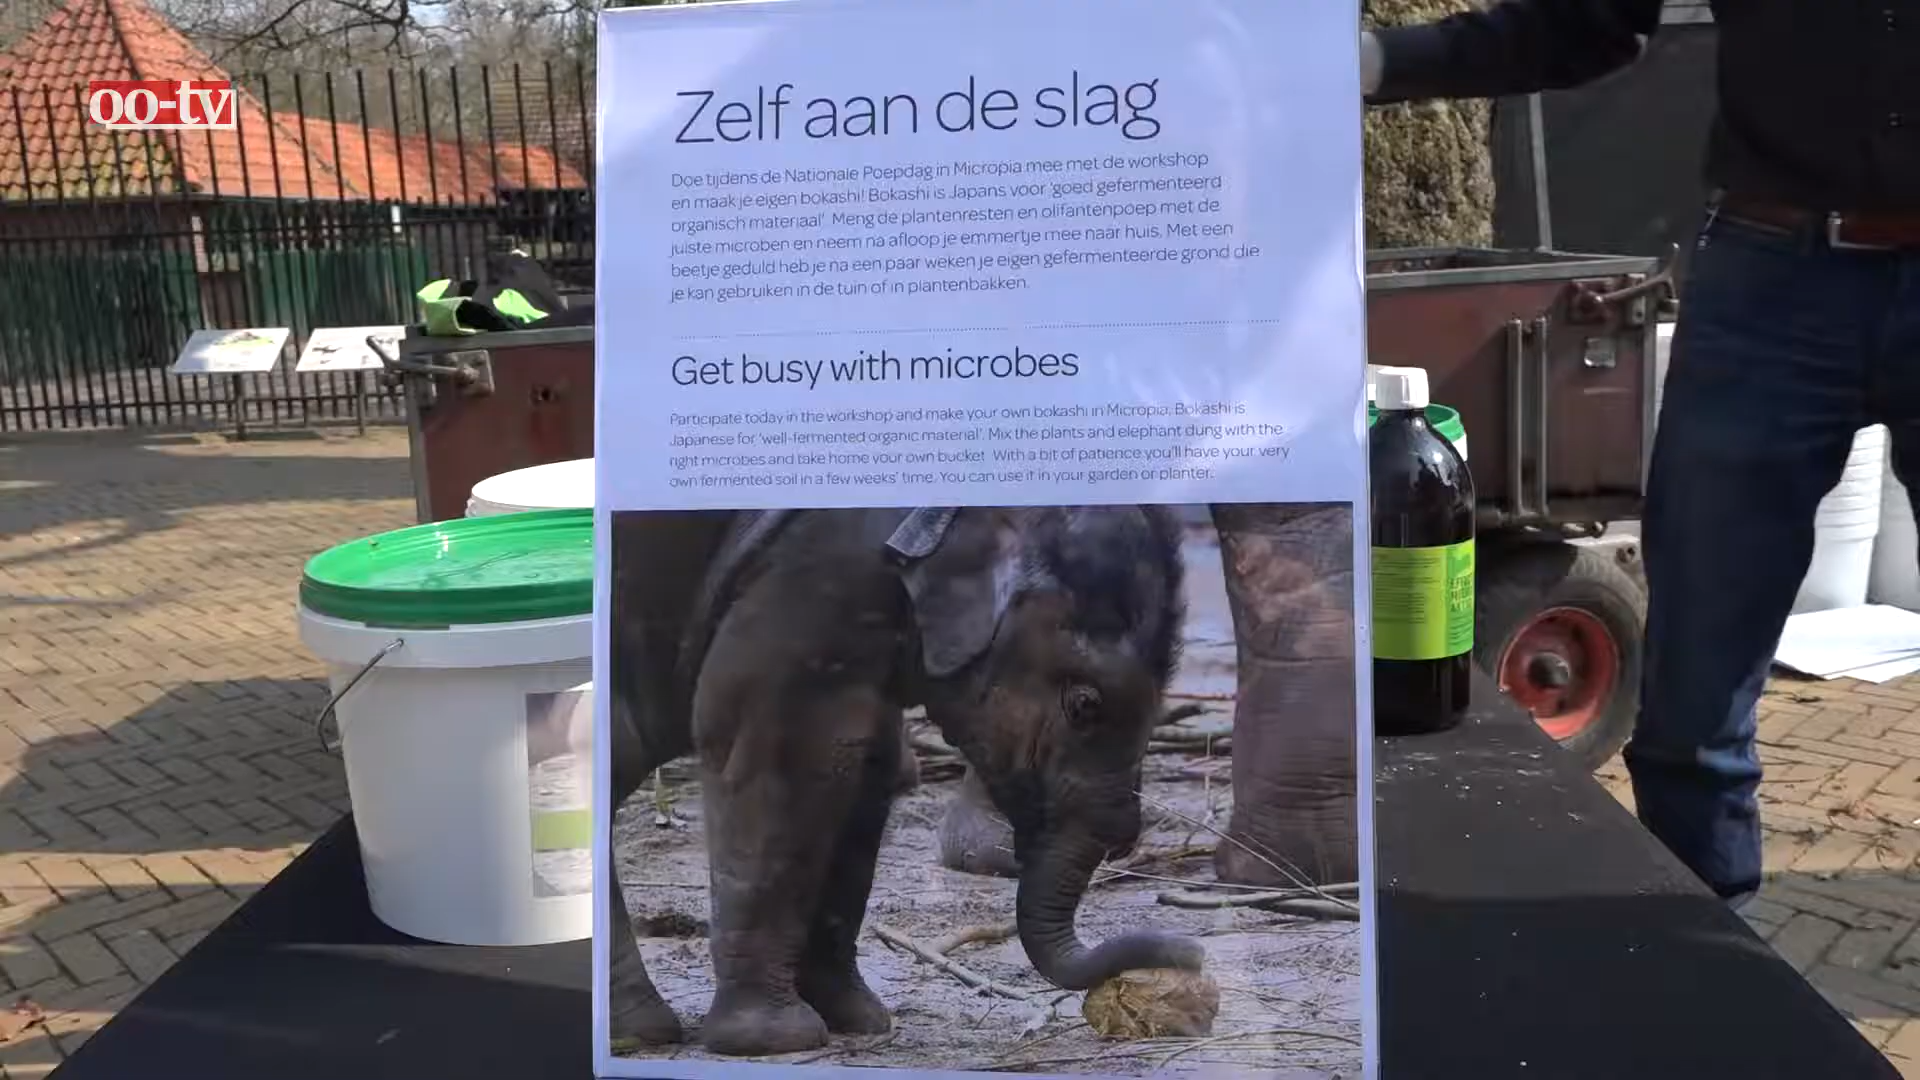 oo-tv
Zelf aan de slag
Doe tijdens de Nationale Poepdag in Micropia mee met de workshop
en maak je eigen bokashi! Bokashi is Japans voor 'goed gefermenteerd
organisch materiaal'. Meng de plantenresten en olifantenpoep met de
juiste microben en neem na afloop je emmertje mee naar huis. Met een
beetje geduld heb je na een paar weken je eigen gefermenteerde grond die
je kan gebruiken in de tuin of in plantenbakken.
Get busy with microbes
Participate today in the workshop and make your own bokashi in Micropia. Bokashi is
Japanese for 'well-fermented organic material'. Mix the plants and elephant dung with the
right microbes and take home your own bucket. With a bit of patience you'll have your very
own fermented soil in a few weeks' time. You can use it in your garden or planter.